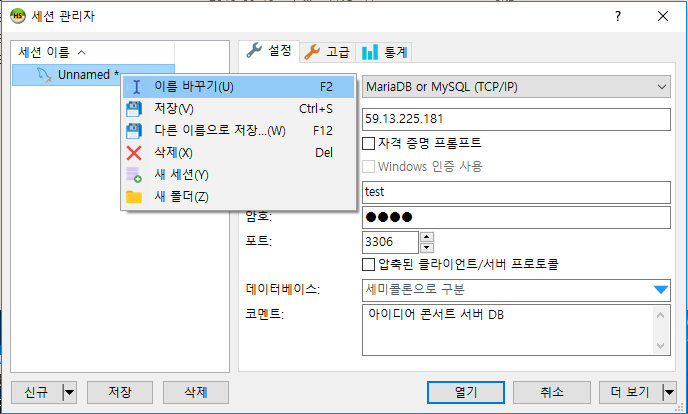 HS
세션 관리자
세션 이름
Unnamed *
이름 바꾸기(U) F2
저장(V) Ctrl+S
다른 이름으로 저장...(W) F12
삭제(X) Del
새 세션(Y)
새 폴더(Z)
설정 고급 통계
MariaDB or MySQL (TCP/IP)
59.13.225.181
자격 증명 프롬프트
Windows 인증 사용
test
암호: ●●●●
포트: 3306
압축된 클라이언트/서버 프로토콜
데이터베이스: 세미콜론으로 구분
코멘트: 아이디어 콘서트 서버 DB
신규 저장 삭제 열기 취소 더 보기